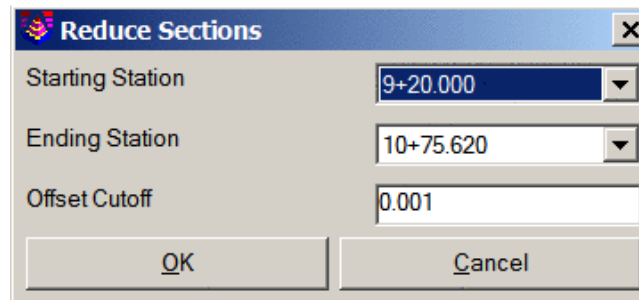 Reduce Sections
Starting Station 9+20.000
Ending Station 10+75.620
Offset Cutoff 0.001
OK Cancel